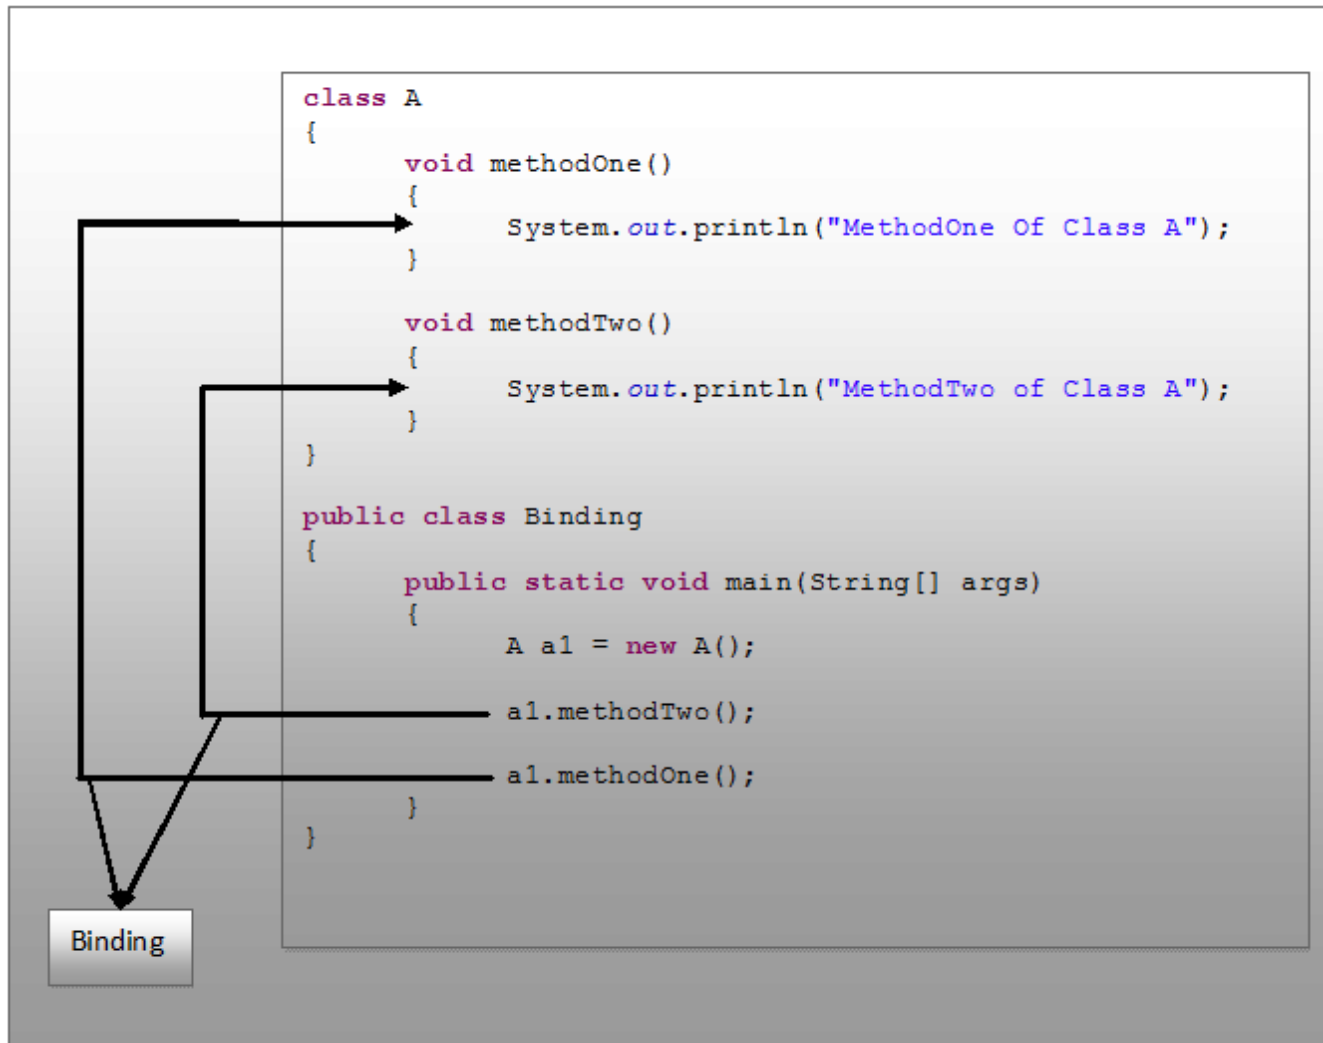 class A
{
void methodOne()
{
System.out.println("MethodOne Of Class A");
}
void methodTwo()
{
System.out.println("MethodTwo of Class A");
}
}
public class Binding
{
public static void main(String[] args)
{
A a1 = new A();
a1.methodTwo();
a1.methodOne();
}
}
Binding